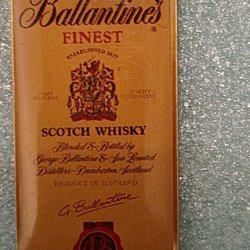 Ballantine's
FINEST
ESTABLISHED 1827
SCOTCH WHISKY
Blended & Bottled by
George Ballantine & Son Limited
Distillers - Dumbarton, Scotland
PRODUCT OF SCOTLAND
G. Ballantine